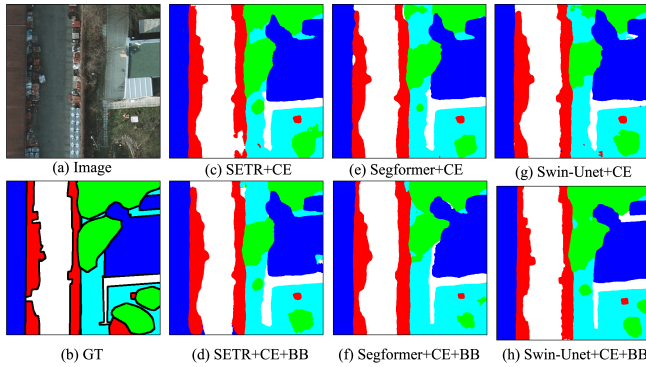 (a) Image
(c) SETR+CE
(e) Segformer+CE
(g) Swin-Unet+CE
(b) GT
(d) SETR+CE+BB
(f) Segformer+CE+BB
(h) Swin-Unet+CE+BB